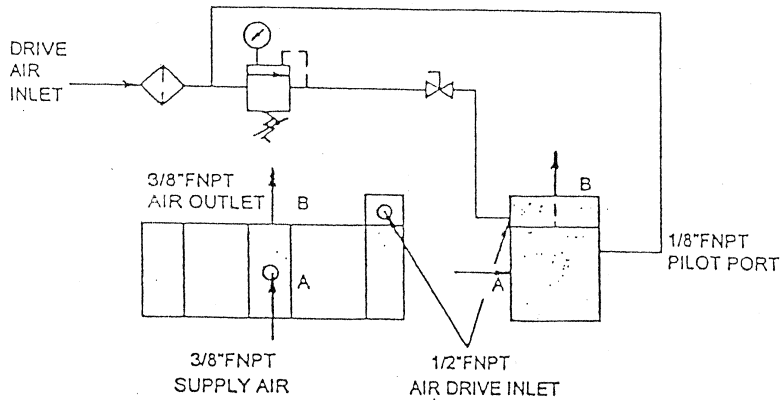 DRIVE
AIR
INLET
3/8"FNPT
AIR OUTLET
B
B
1/8"FNPT
PILOT PORT
A
A
3/8"FNPT
SUPPLY AIR
1/2"FNPT
AIR DRIVE INLET